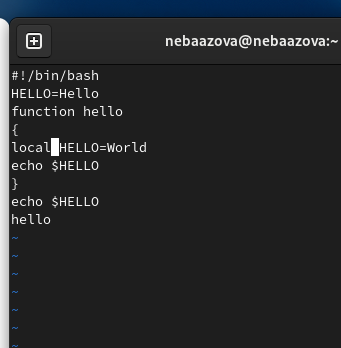 nebaazova@nebaazova:~
#!/bin/bash
HELLO=Hello
function hello
{
local HELLO=World
echo $HELLO
}
echo $HELLO
hello
~
~
~
~
~
~
~